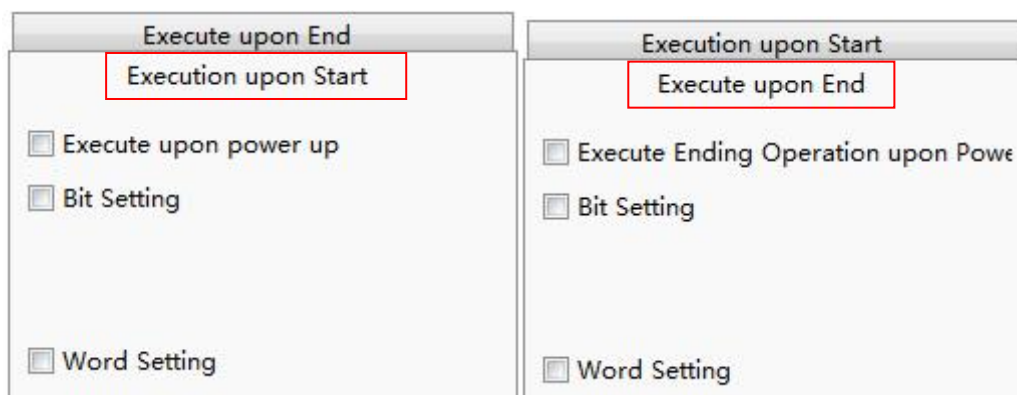 Execute upon End
Execution upon Start
Execute upon power up
Bit Setting
Word Setting
Execution upon Start
Execute upon End
Execute Ending Operation upon
Bit Setting
Word Setting